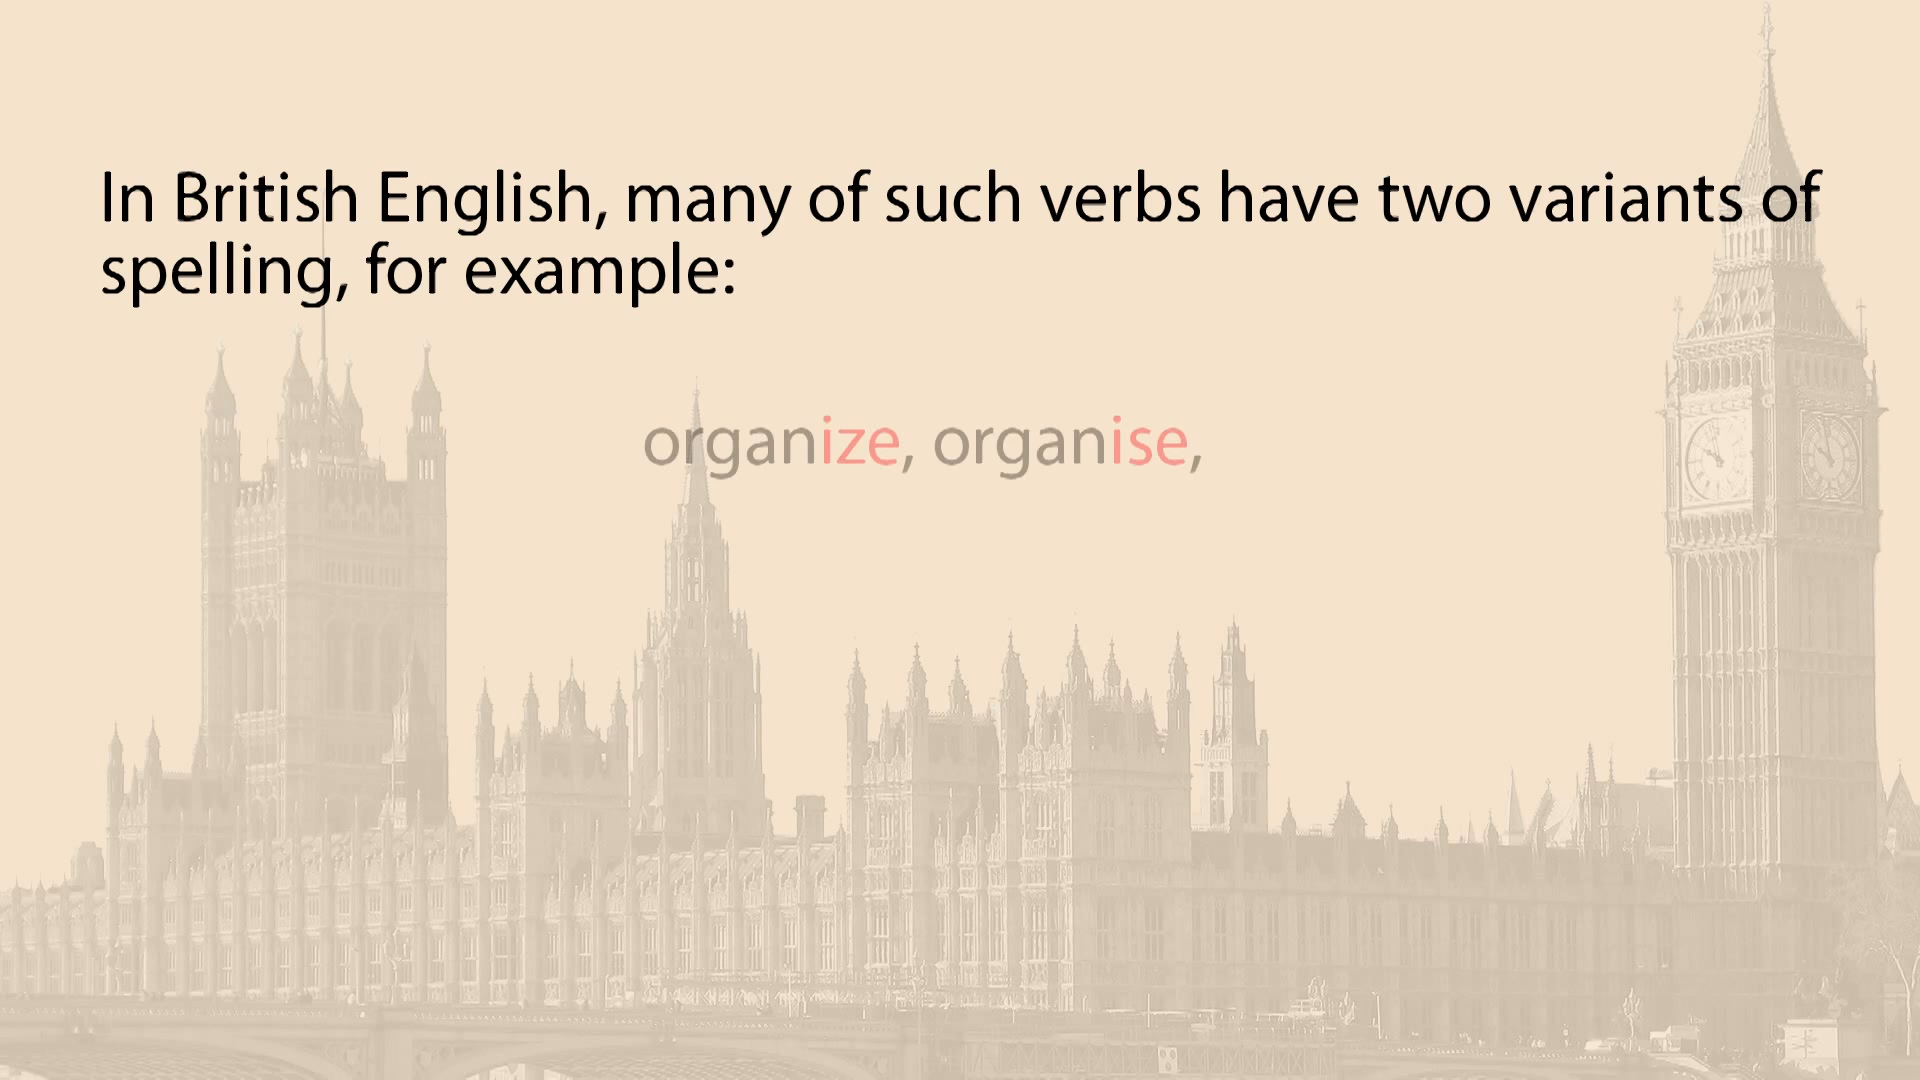 In British English, many of such verbs have two variants of
spelling, for example:
organize, organise,